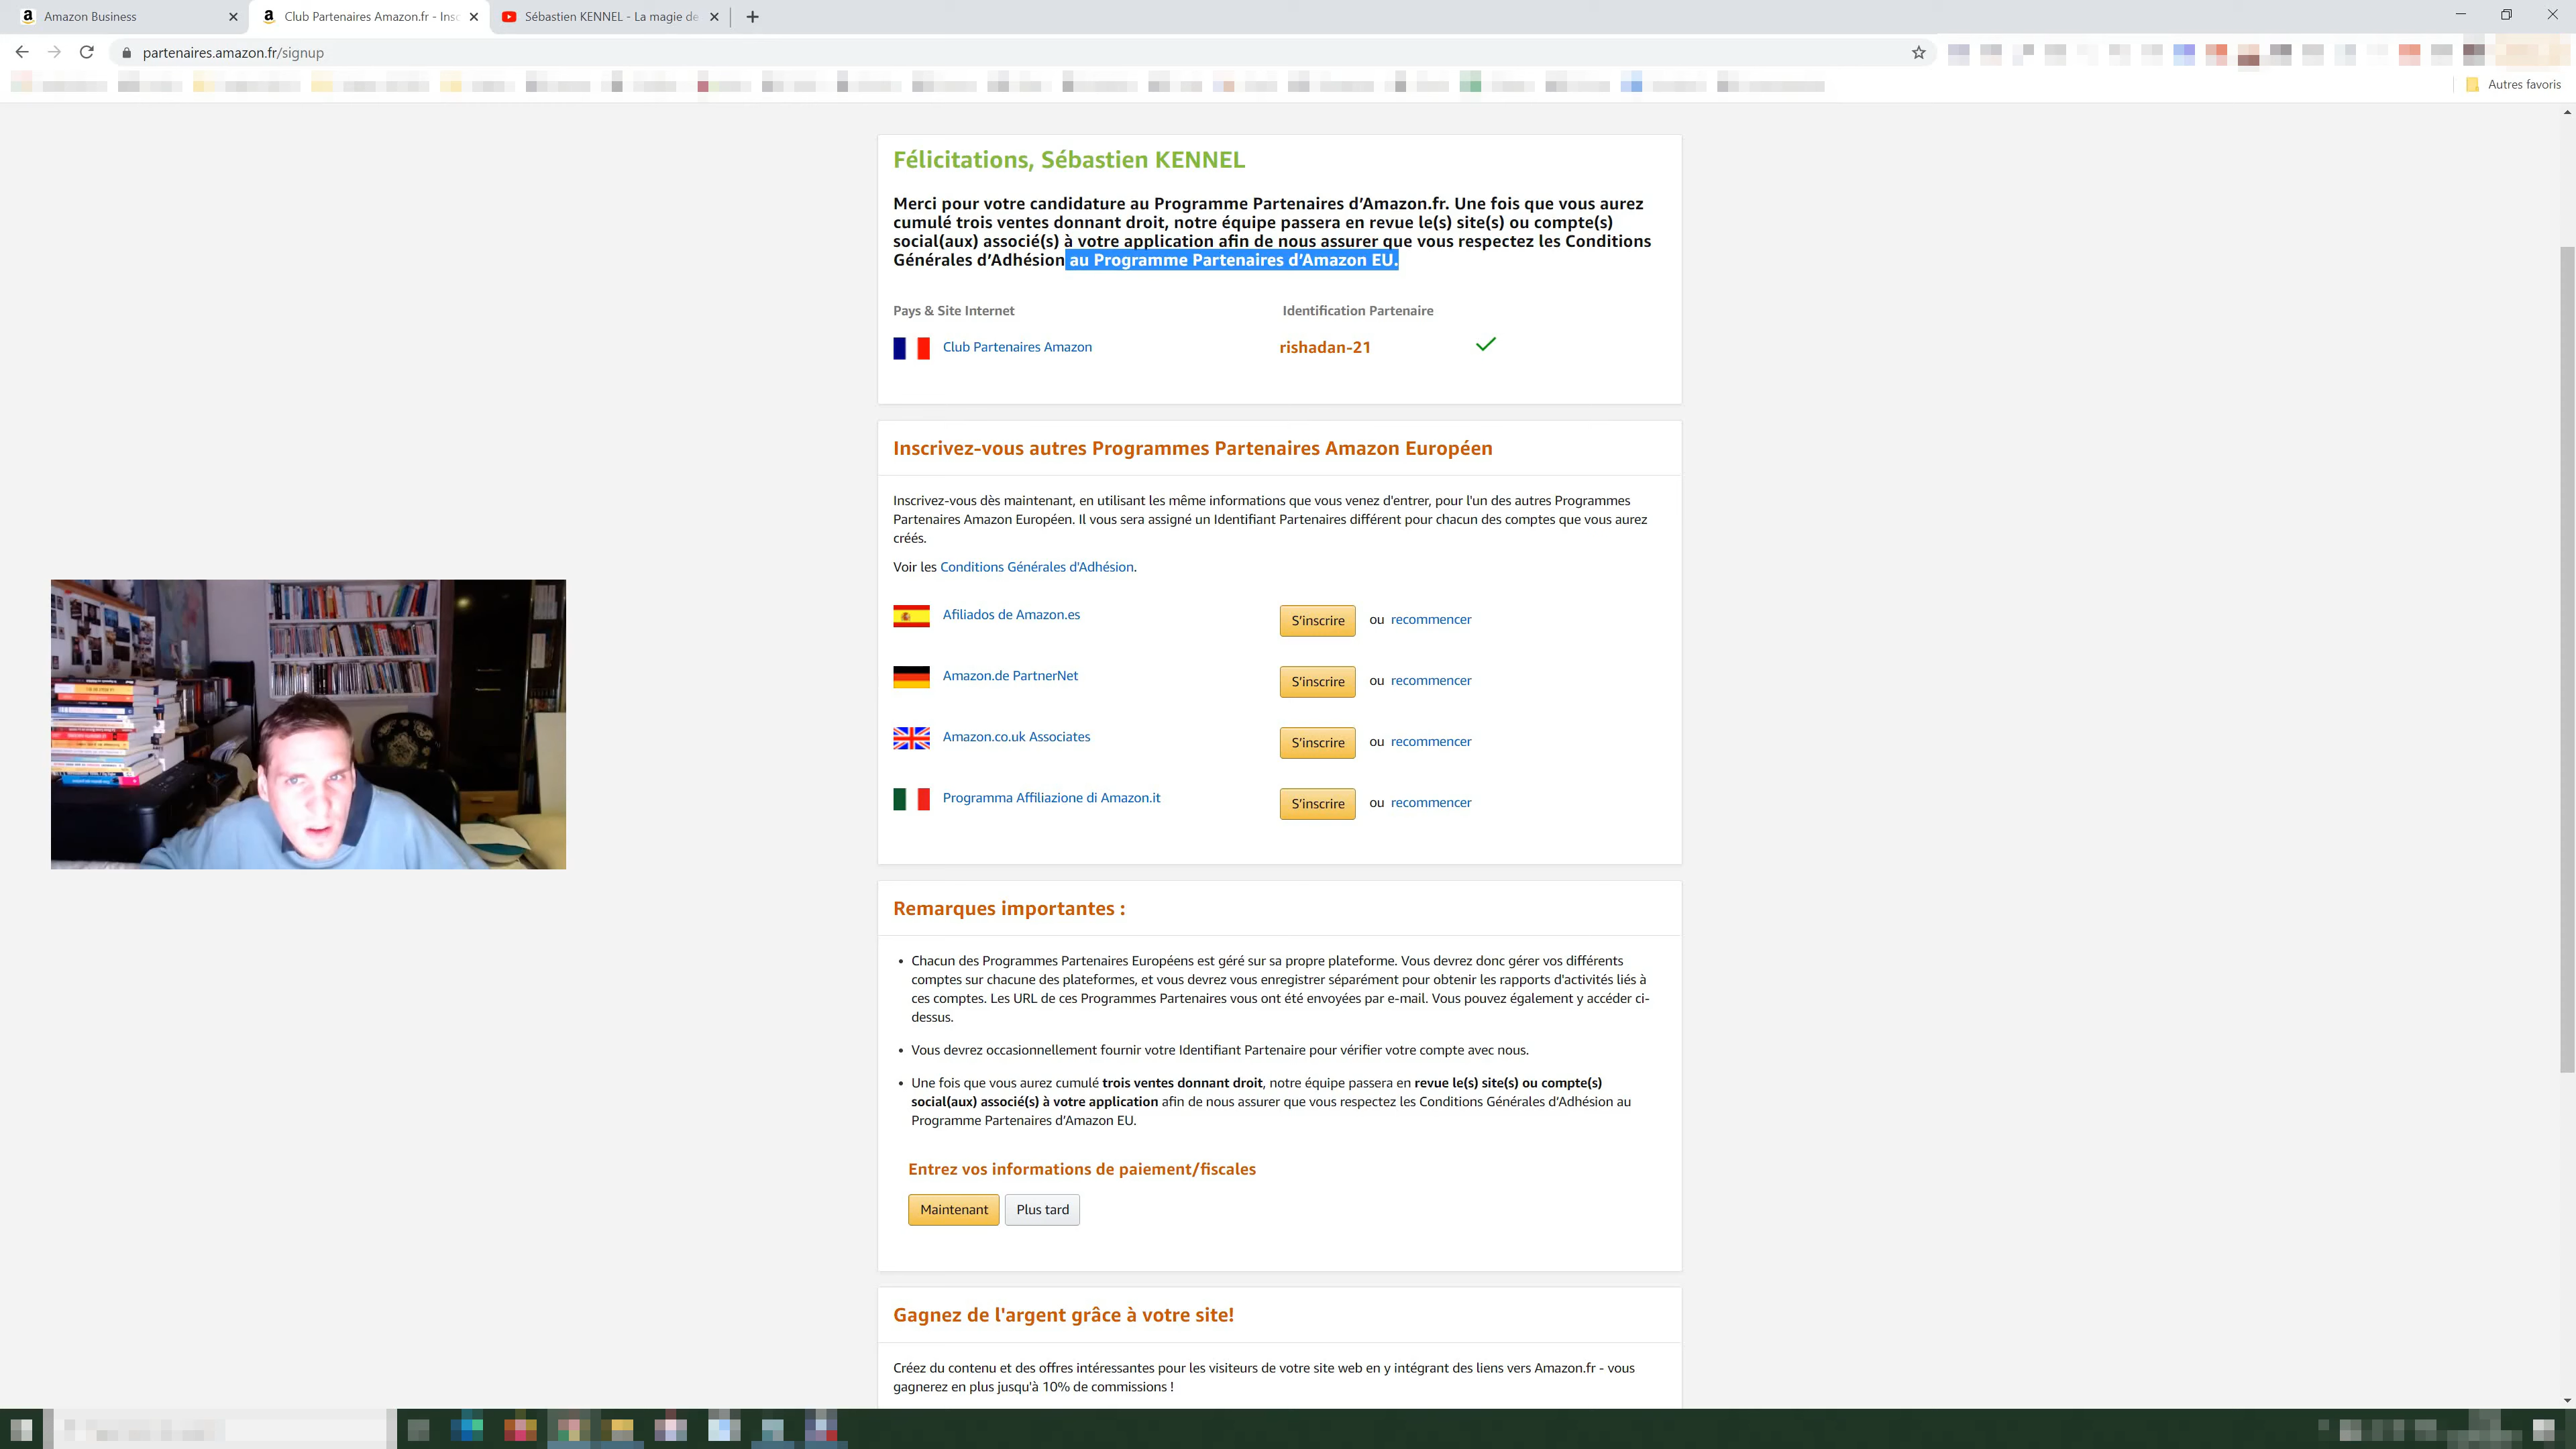 Amazon Business
Club Partenaires Amazon.fr - Insc
Sébastien KENNEL - La magie de
partenaires.amazon.fr/signup
Autres favoris
Félicitations, Sébastien KENNEL
Merci pour votre candidature au Programme Partenaires d’Amazon.fr. Une fois que vous aurez
cumulé trois ventes donnant droit, notre équipe passera en revue le(s) site(s) ou compte(s)
social(aux) associé(s) à votre application afin de nous assurer que vous respectez les Conditions
Générales d’Adhésion au Programme Partenaires d’Amazon EU.
Pays & Site Internet
Identification Partenaire
Club Partenaires Amazon
rishadan-21
Inscrivez-vous autres Programmes Partenaires Amazon Européen
Inscrivez-vous dès maintenant, en utilisant les même informations que vous venez d'entrer, pour l'un des autres Programmes
Partenaires Amazon Européen. Il vous sera assigné un Identifiant Partenaires différent pour chacun des comptes que vous aurez
créés.
Voir les Conditions Générales d'Adhésion.
Afiliados de Amazon.es
S’inscrire ou recommencer
Amazon.de PartnerNet
S’inscrire ou recommencer
Amazon.co.uk Associates
S’inscrire ou recommencer
Programma Affiliazione di Amazon.it
S’inscrire ou recommencer
Remarques importantes :
• Chacun des Programmes Partenaires Européens est géré sur sa propre plateforme. Vous devrez donc gérer vos différents
comptes sur chacune des plateformes, et vous devrez vous enregistrer séparément pour obtenir les rapports d'activités liés à
ces comptes. Les URL de ces Programmes Partenaires vous ont été envoyées par e-mail. Vous pouvez également y accéder ci-
dessus.
• Vous devrez occasionnellement fournir votre Identifiant Partenaire pour vérifier votre compte avec nous.
• Une fois que vous aurez cumulé trois ventes donnant droit, notre équipe passera en revue le(s) site(s) ou compte(s)
social(aux) associé(s) à votre application afin de nous assurer que vous respectez les Conditions Générales d’Adhésion au
Programme Partenaires d’Amazon EU.
Entrez vos informations de paiement/fiscales
Maintenant
Plus tard
Gagnez de l'argent grâce à votre site!
Créez du contenu et des offres intéressantes pour les visiteurs de votre site web en y intégrant des liens vers Amazon.fr - vous
gagnerez en plus jusqu'à 10% de commissions !